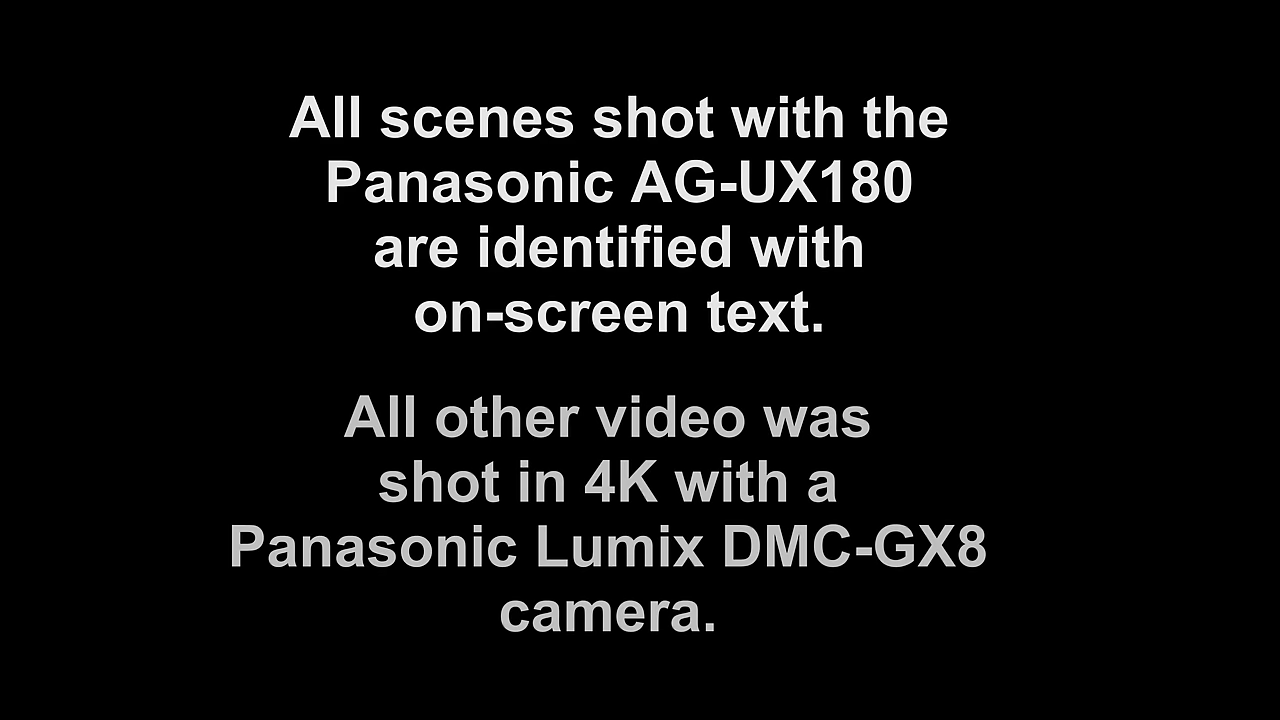 All scenes shot with the
Panasonic AG-UX180
are identified with
on-screen text.
All other video was
shot in 4K with a
Panasonic Lumix DMC-GX8
camera.